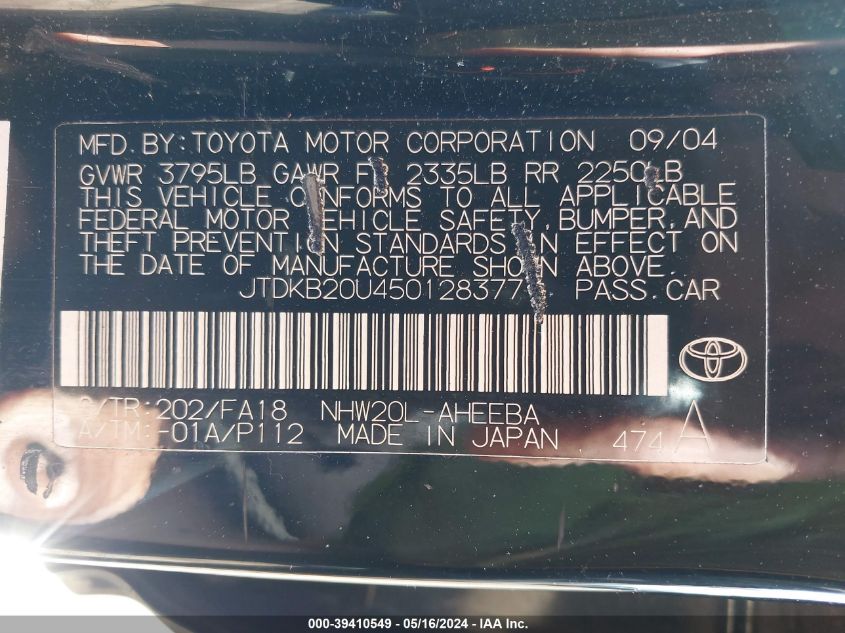 MFD. BY: TOYOTA MOTOR CORPORATION 09/04
GVWR 3795LB GAWR FR 2335LB RR 2250LB
THIS VEHICLE CONFORMS TO ALL APPLICABLE
FEDERAL MOTOR VEHICLE SAFETY, BUMPER, AND
THEFT PREVENTION STANDARDS IN EFFECT ON
THE DATE OF MANUFACTURE SHOWN ABOVE.
JTDKB20U450128377 PASS. CAR
C/TR: 202/FA18 NHW20L-AHEEBA
A/TM: -01A/P112 MADE IN JAPAN 474 A
000-39410549 - 05/16/2024 - IAA Inc.